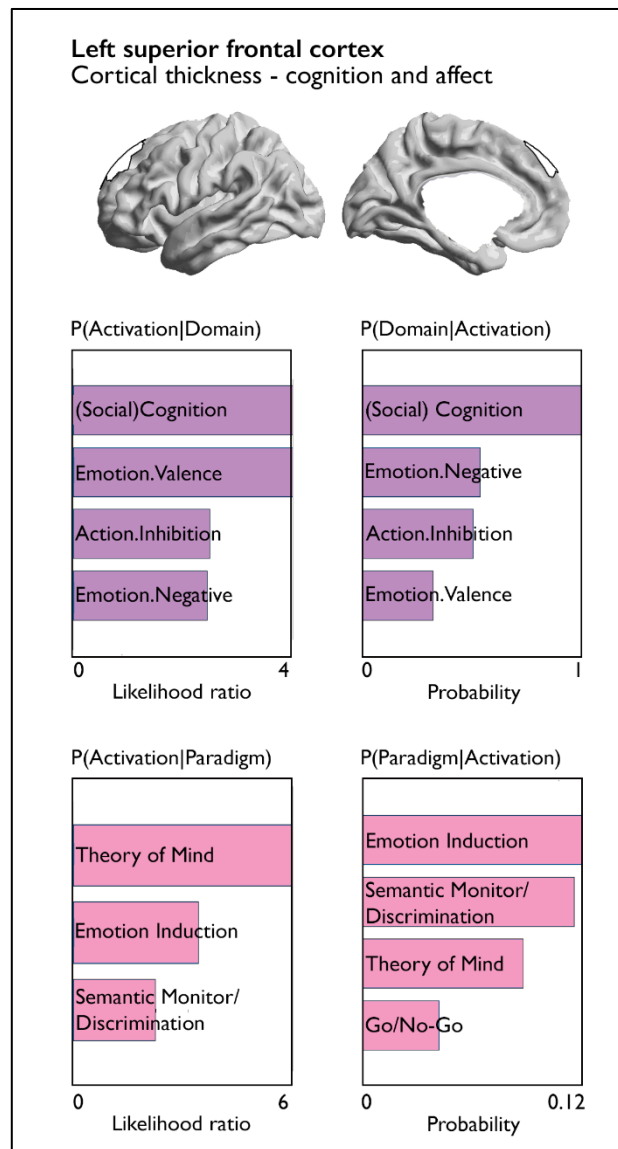 Left superior frontal cortex
Cortical thickness - cognition and affect
P(Activation|Domain)
(Social)Cognition
Emotion.Valence
Action.Inhibition
Emotion.Negative
0 4
Likelihood ratio
P(Domain|Activation)
(Social) Cognition
Emotion.Negative
Action.Inhibition
Emotion.Valence
0 1
Probability
P(Activation|Paradigm)
Theory of Mind
Emotion Induction
Semantic Monitor/
Discrimination
0 6
Likelihood ratio
P(Paradigm|Activation)
Emotion Induction
Semantic Monitor/
Discrimination
Theory of Mind
Go/No-Go
0 0.12
Probability